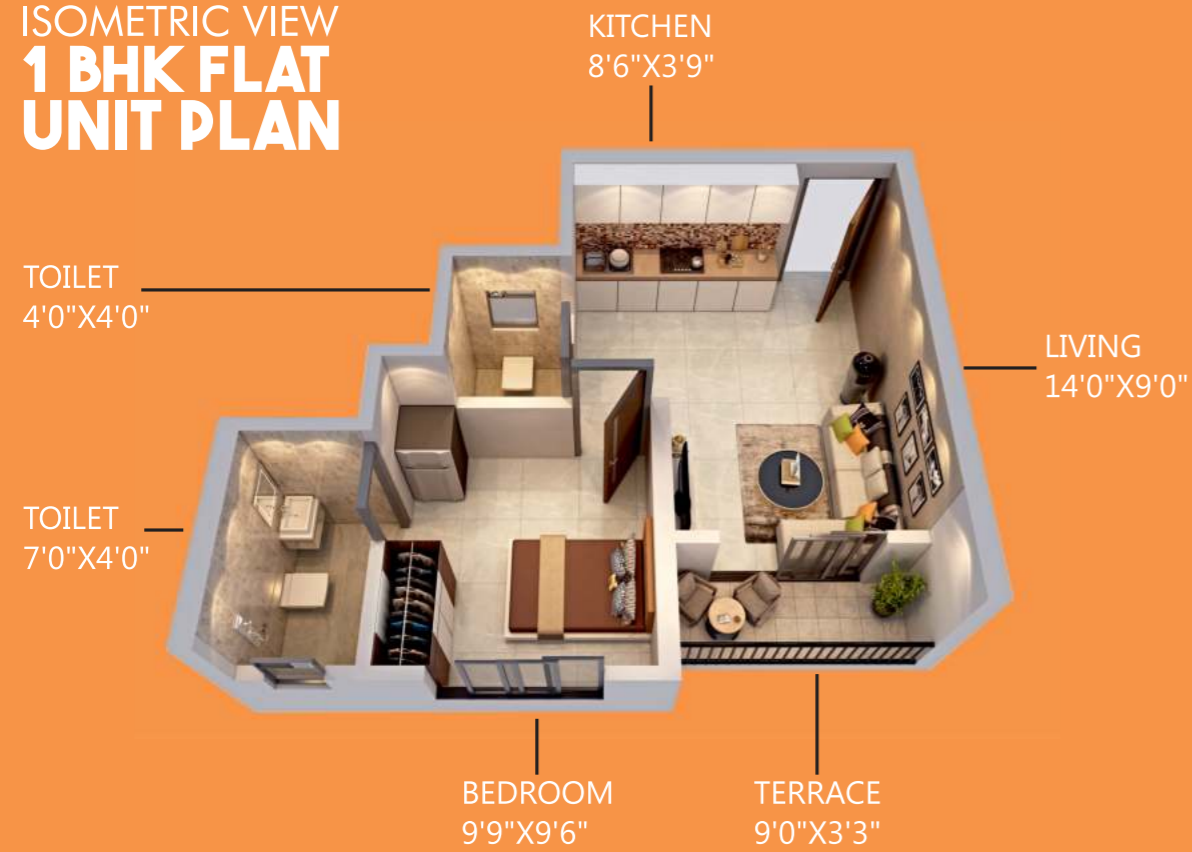 ISOMETRIC VIEW
1 BHK FLAT
UNIT PLAN
KITCHEN
8'6"X3'9"
TOILET
4'0"X4'0"
LIVING
14'0"X9'0"
TOILET
7'0"X4'0"
BEDROOM
9'9"X9'6"
TERRACE
9'0"X3'3"